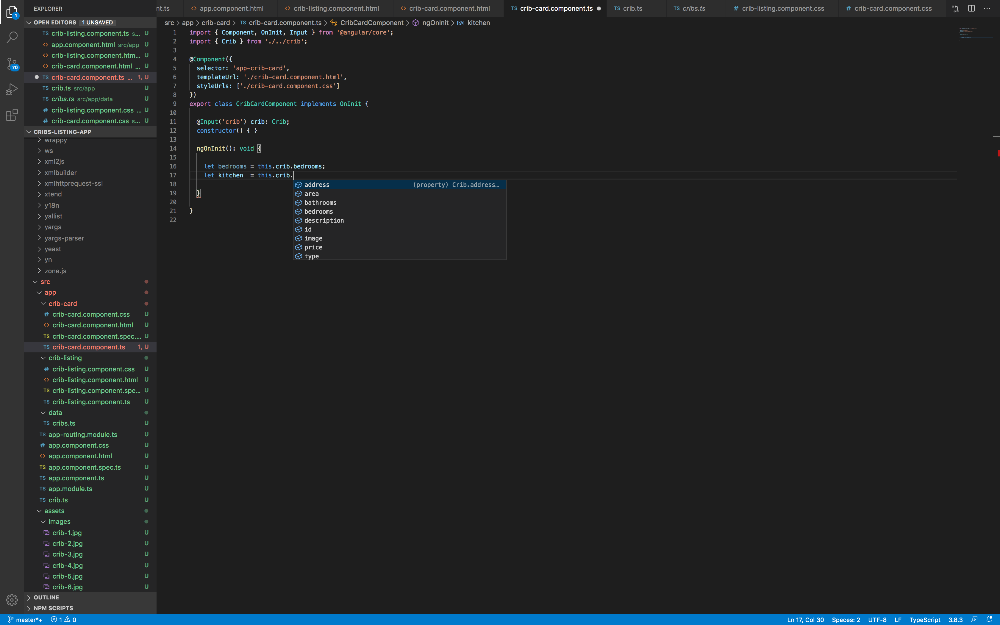 EXPLORER
OPEN EDITORS 1 UNSAVED
TS crib-listing.component.ts s... U
<> app.component.html src/app U
<> crib-listing.component.htm... U
<> crib-card.component.html ... U
TS crib-card.component.ts ... 1, U
TS crib.ts src/app U
TS cribs.ts src/app/data U
# crib-listing.component.css ... U
# crib-card.component.css s... U
CRIBS-LISTING-APP
wrappy
ws
xml2js
xmlbuilder
xmlhttprequest-ssl
xtend
y18n
yallist
yargs
yargs-parser
yeast
yn
zone.js
src
app
crib-card
# crib-card.component.css U
<> crib-card.component.html U
TS crib-card.component.spec.... U
TS crib-card.component.ts 1, U
crib-listing
# crib-listing.component.css U
<> crib-listing.component.html U
TS crib-listing.component.spe... U
TS crib-listing.component.ts U
data
TS cribs.ts U
TS app-routing.module.ts U
# app.component.css U
<> app.component.html U
TS app.component.spec.ts U
TS app.component.ts U
TS app.module.ts U
TS crib.ts U
assets
images
crib-1.jpg U
crib-2.jpg U
crib-3.jpg U
crib-4.jpg U
crib-5.jpg U
crib-6.jpg U
OUTLINE
NPM SCRIPTS
1
70
nt.ts <> app.component.html <> crib-listing.component.html <> crib-card.component.html TS crib-card.component.ts TS crib.ts TS cribs.ts # crib-listing.component.css # crib-card.component.css ...
src > app > crib-card > TS crib-card.component.ts > CribCardComponent > ngOnInit > kitchen
1 import { Component, OnInit, Input } from '@angular/core';
2 import { Crib } from './../crib';
3
4 @Component({
5 selector: 'app-crib-card',
6 templateUrl: './crib-card.component.html',
7 styleUrls: ['./crib-card.component.css']
8 })
9 export class CribCardComponent implements OnInit {
10
11 @Input('crib') crib: Crib;
12 constructor() { }
13
14 ngOnInit(): void {
15
16 let bedrooms = this.crib.bedrooms;
17 let kitchen  = this.crib.
18
19 }
20
21 }
22
address (property) Crib.address...
area
bathrooms
bedrooms
description
id
image
price
type
master*+ 1 0 Ln 17, Col 30 Spaces: 2 UTF-8 LF TypeScript 3.8.3